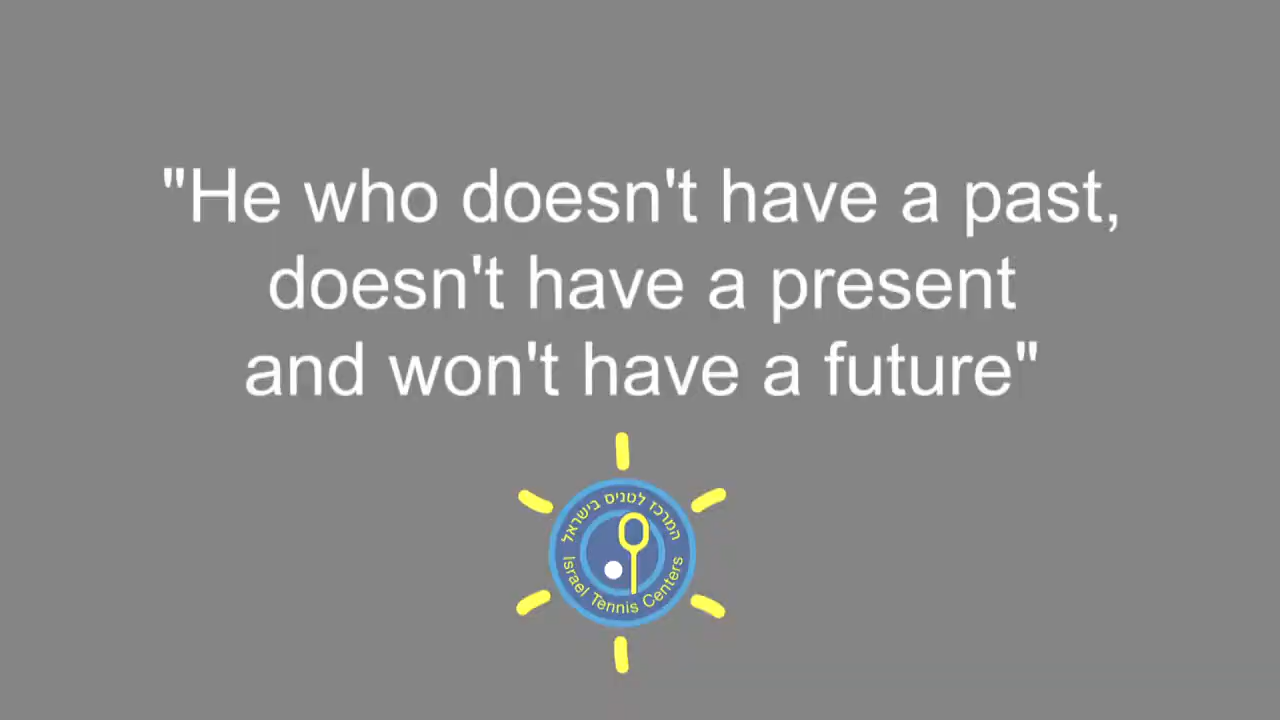 "He who doesn't have a past,
doesn't have a present
and won't have a future"
המרכז לטניס בישראל
Israel Tennis Centers